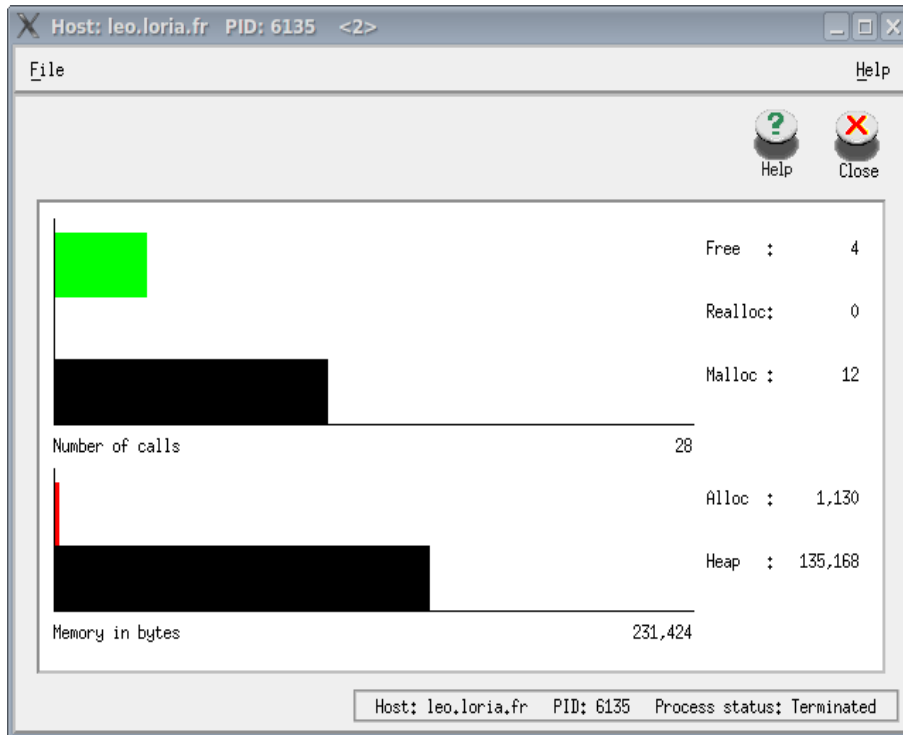 Host: leo.loria.fr PID: 6135 <2>
File Help
Help Close
Free : 4
Realloc: 0
Malloc : 12
Number of calls 28
Alloc : 1,130
Heap : 135,168
Memory in bytes 231,424
Host: leo.loria.fr PID: 6135 Process status: Terminated